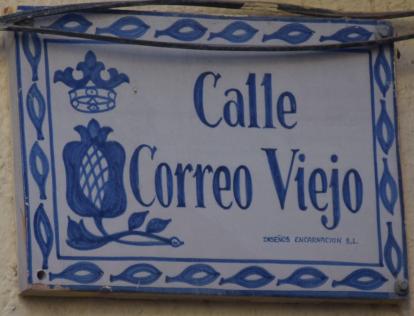 Calle
Correo Viejo
DISEÑOS ENCARNACION S.L.